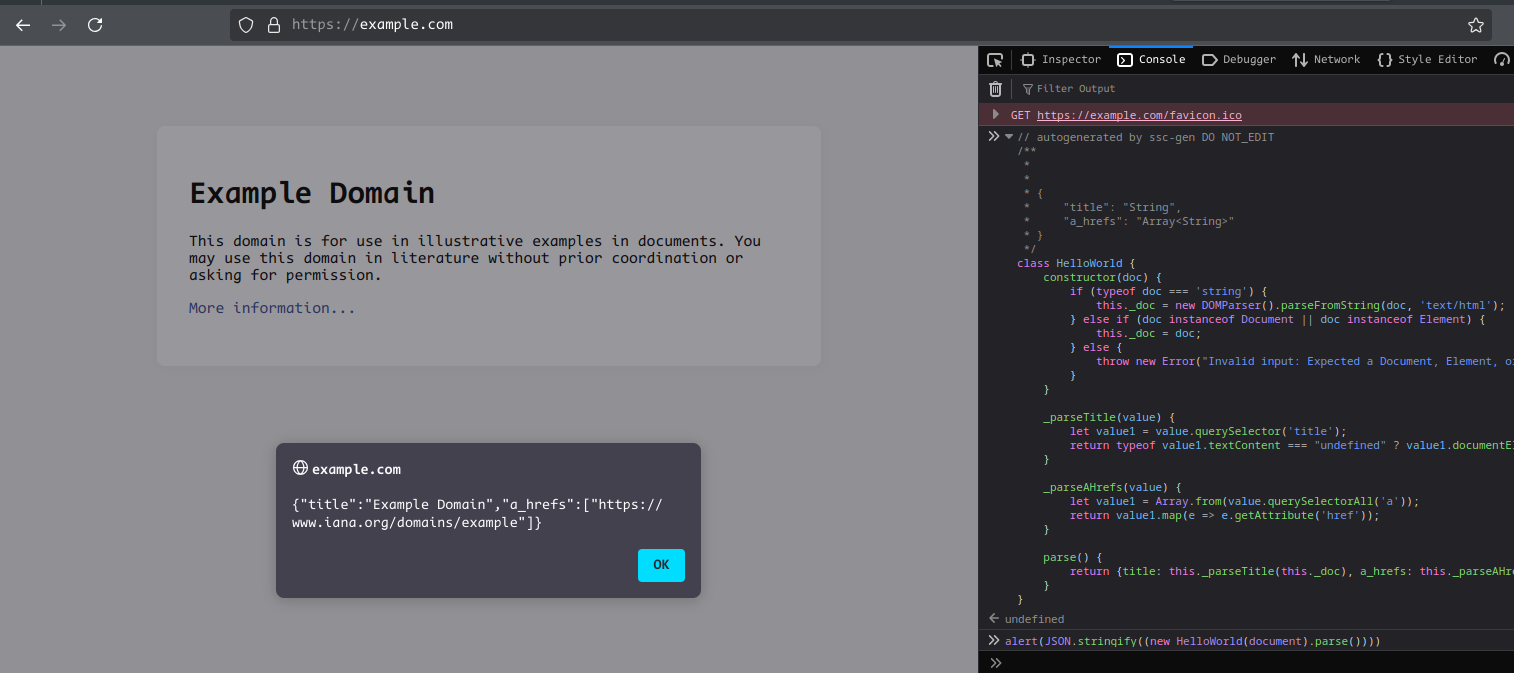 https://example.com
Example Domain
This domain is for use in illustrative examples in documents. You
may use this domain in literature without prior coordination or
asking for permission.
More information...
example.com
{"title":"Example Domain","a_hrefs":["https://
www.iana.org/domains/example"]}
OK
Inspector Console Debugger Network {} Style Editor
Filter Output
GET https://example.com/favicon.ico
// autogenerated by ssc-gen DO NOT_EDIT
/**
*
*
* {
* "title": "String",
* "a_hrefs": "Array<String>"
* }
*/
class HelloWorld {
constructor(doc) {
if (typeof doc === 'string') {
this._doc = new DOMParser().parseFromString(doc, 'text/html');
} else if (doc instanceof Document || doc instanceof Element) {
this._doc = doc;
} else {
throw new Error("Invalid input: Expected a Document, Element, o
}
}
_parseTitle(value) {
let value1 = value.querySelector('title');
return typeof value1.textContent === "undefined" ? value1.documentEl
}
_parseAHrefs(value) {
let value1 = Array.from(value.querySelectorAll('a'));
return value1.map(e => e.getAttribute('href'));
}
parse() {
return {title: this._parseTitle(this._doc), a_hrefs: this._parseAHr
}
}
undefined
alert(JSON.stringify((new HelloWorld(document).parse())))